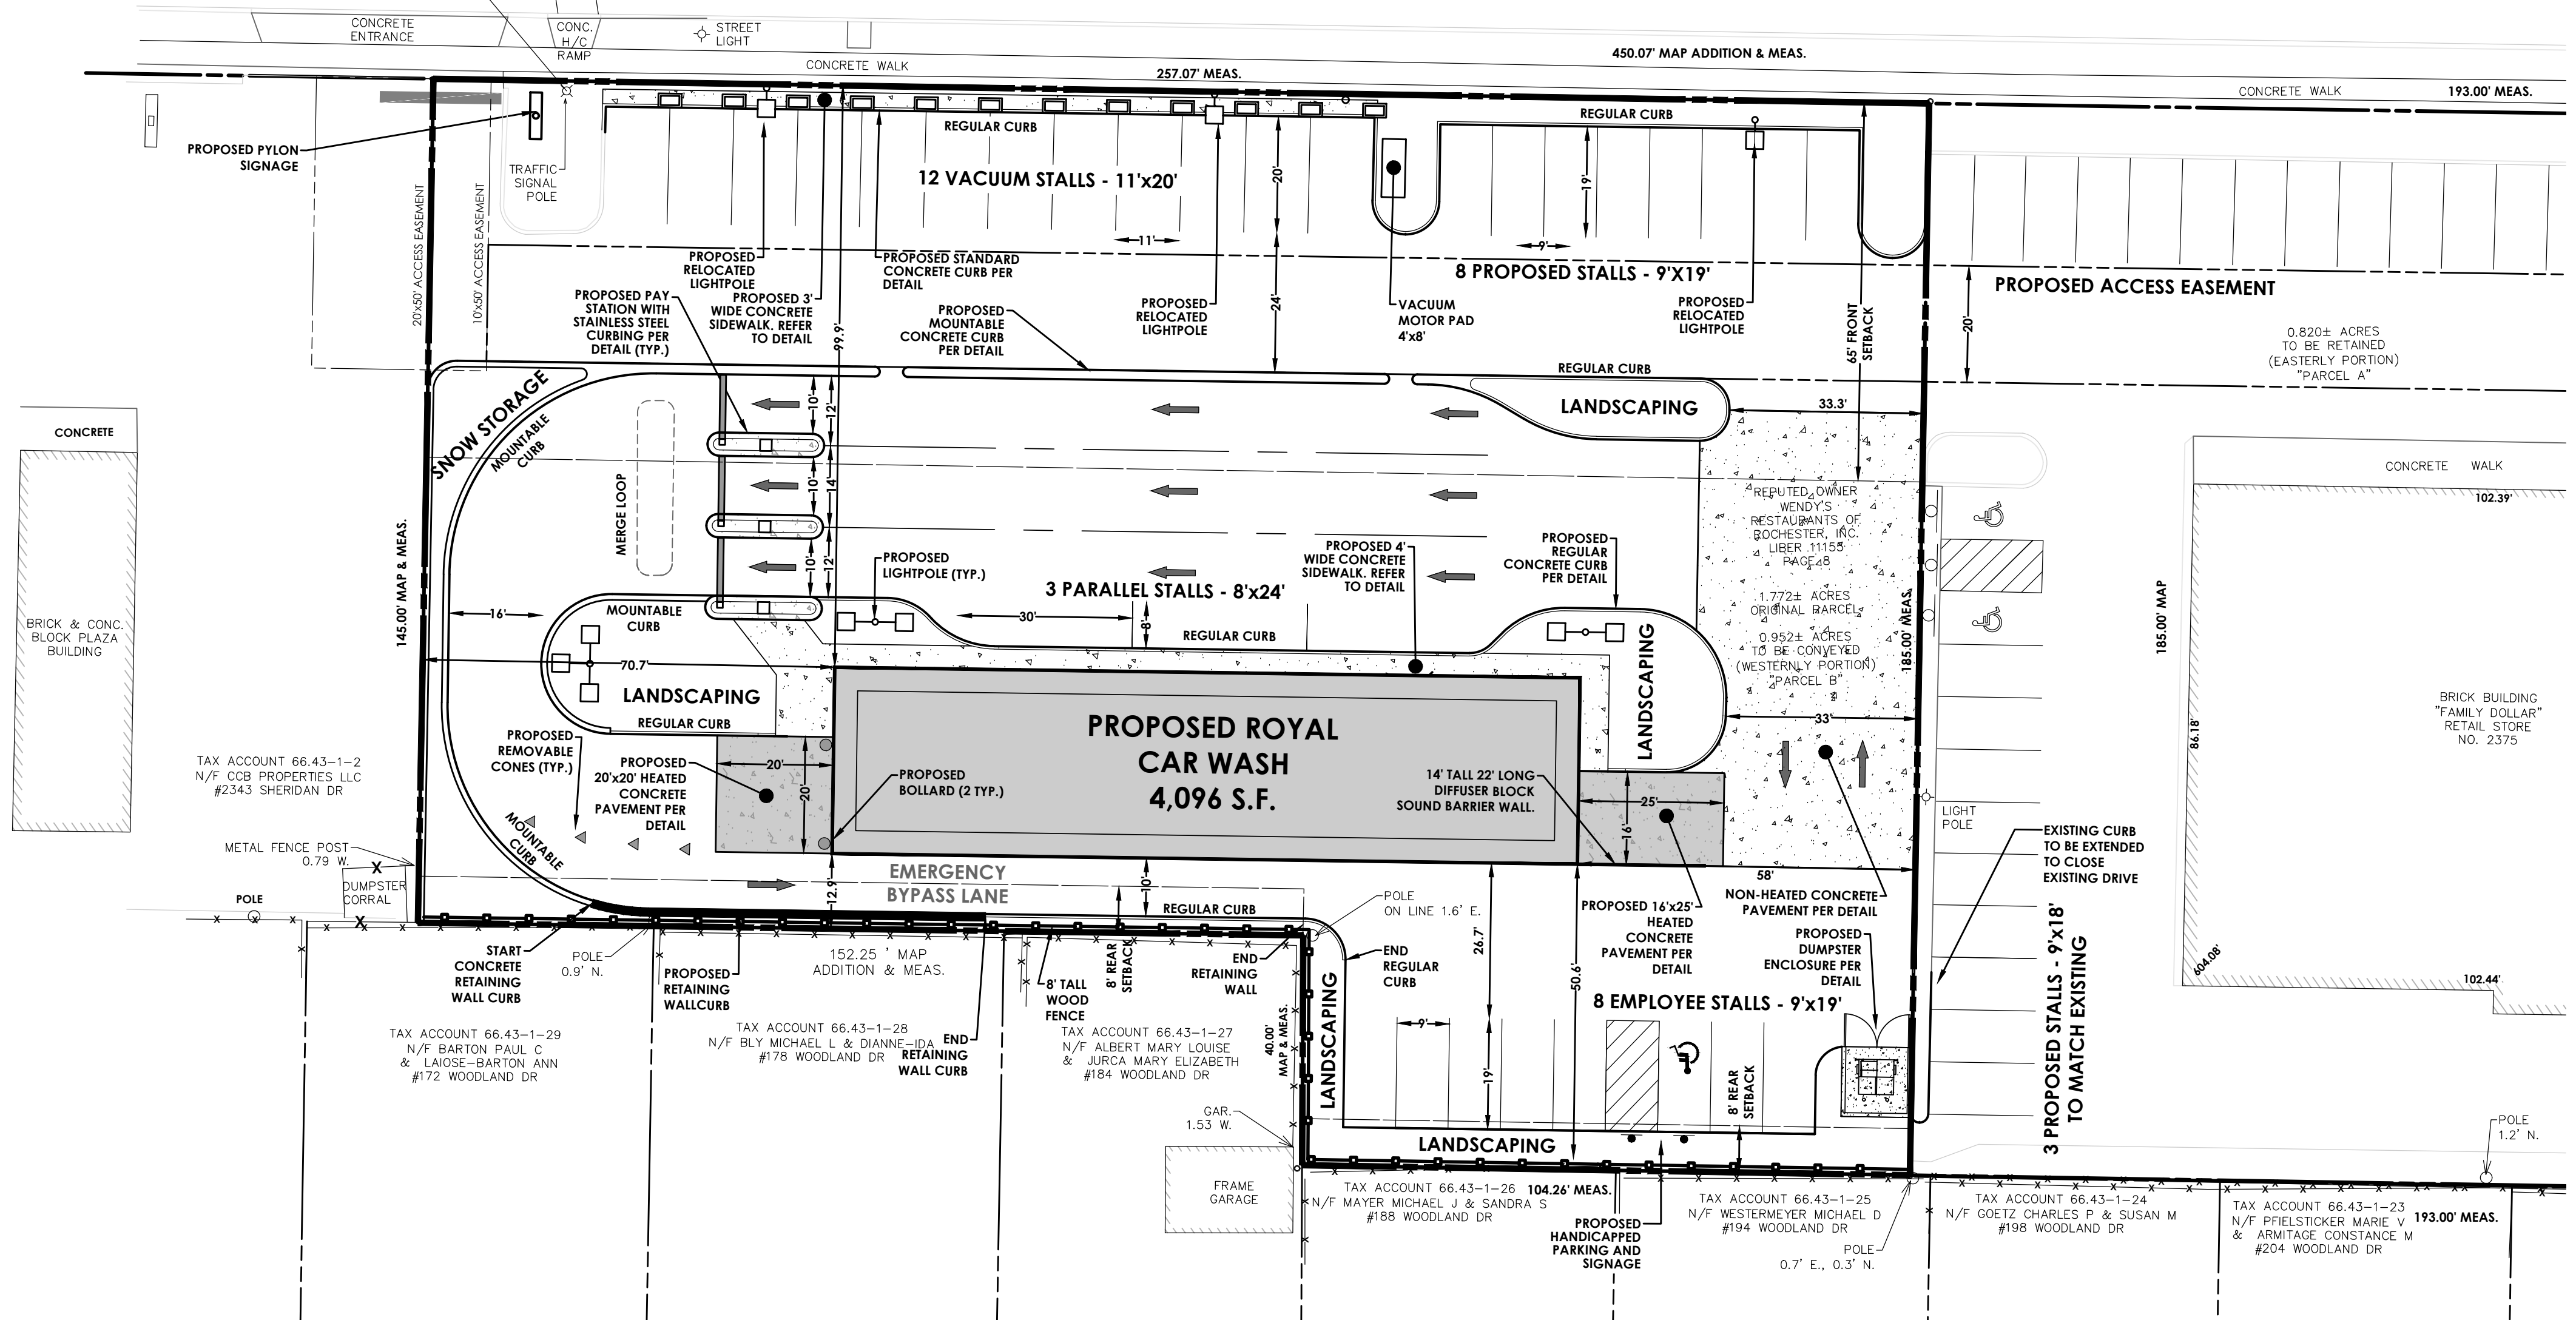 CONCRETE
ENTRANCE
CONC.
H/C
RAMP
STREET
LIGHT
CONCRETE WALK
257.07' MEAS.
450.07' MAP ADDITION & MEAS.
CONCRETE WALK
193.00' MEAS.
PROPOSED PYLON
SIGNAGE
TRAFFIC
SIGNAL
POLE
REGULAR CURB
REGULAR CURB
12 VACUUM STALLS - 11'x20'
20'
19'
11'
9'
20'x50' ACCESS EASEMENT
10'x50' ACCESS EASEMENT
PROPOSED
RELOCATED
LIGHTPOLE
PROPOSED STANDARD
CONCRETE CURB PER
DETAIL
8 PROPOSED STALLS - 9'X19'
PROPOSED ACCESS EASEMENT
PROPOSED PAY
STATION WITH
STAINLESS STEEL
CURBING PER
DETAIL (TYP.)
PROPOSED 3'
WIDE CONCRETE
SIDEWALK. REFER
TO DETAIL
99.9'
PROPOSED
MOUNTABLE
CONCRETE CURB
PER DETAIL
PROPOSED
RELOCATED
LIGHTPOLE
24'
VACUUM
MOTOR PAD
4'x8'
PROPOSED
RELOCATED
LIGHTPOLE
65' FRONT
SETBACK
20'
0.820± ACRES
TO BE RETAINED
(EASTERLY PORTION)
"PARCEL A"
REGULAR CURB
SNOW STORAGE
MOUNTABLE
CURB
10'
12'
LANDSCAPING
33.3'
CONCRETE
MERGE LOOP
10'
14'
CONCRETE WALK
102.39'
REPUTED OWNER
WENDY'S
RESTAURANTS OF
ROCHESTER, INC.
LIBER 11155
PAGE 8
145.00' MAP & MEAS.
10'
12'
PROPOSED
LIGHTPOLE (TYP.)
PROPOSED 4'
WIDE CONCRETE
SIDEWALK. REFER
TO DETAIL
PROPOSED
REGULAR
CONCRETE CURB
PER DETAIL
3 PARALLEL STALLS - 8'x24'
1.772± ACRES
ORIGINAL PARCEL
0.952± ACRES
TO BE CONVEYED
(WESTERNLY PORTION)
"PARCEL B"
185.00' MEAS.
185.00' MAP
BRICK & CONC.
BLOCK PLAZA
BUILDING
16'
MOUNTABLE
CURB
30'
8'
REGULAR CURB
70.7'
LANDSCAPING
REGULAR CURB
LANDSCAPING
33'
86.18'
BRICK BUILDING
"FAMILY DOLLAR"
RETAIL STORE
NO. 2375
PROPOSED ROYAL
CAR WASH
4,096 S.F.
TAX ACCOUNT 66.43-1-2
N/F CCB PROPERTIES LLC
#2343 SHERIDAN DR
PROPOSED
REMOVABLE
CONES (TYP.)
PROPOSED
20'x20' HEATED
CONCRETE
PAVEMENT PER
DETAIL
20'
20'
PROPOSED
BOLLARD (2 TYP.)
14' TALL 22' LONG
DIFFUSER BLOCK
SOUND BARRIER WALL.
25'
16'
LIGHT
POLE
EXISTING CURB
TO BE EXTENDED
TO CLOSE
EXISTING DRIVE
MOUNTABLE
CURB
METAL FENCE POST
0.79 W.
DUMPSTER
CORRAL
POLE
EMERGENCY
BYPASS LANE
12.9'
10'
REGULAR CURB
58'
POLE
ON LINE 1.6' E.
PROPOSED 16'x25'
HEATED
CONCRETE
PAVEMENT PER
DETAIL
NON-HEATED CONCRETE
PAVEMENT PER DETAIL
PROPOSED
DUMPSTER
ENCLOSURE PER
DETAIL
START
CONCRETE
RETAINING
WALL CURB
POLE
0.9' N.
PROPOSED
RETAINING
WALLCURB
152.25 ' MAP
ADDITION & MEAS.
8' TALL
WOOD
FENCE
8' REAR
SETBACK
END
RETAINING
WALL
END
REGULAR
CURB
26.7'
50.6'
604.08'
102.44'
8 EMPLOYEE STALLS - 9'x19'
3 PROPOSED STALLS - 9'x18'
TO MATCH EXISTING
TAX ACCOUNT 66.43-1-29
N/F BARTON PAUL C
& LAIOSE-BARTON ANN
#172 WOODLAND DR
TAX ACCOUNT 66.43-1-28
N/F BLY MICHAEL L & DIANNE-IDA
#178 WOODLAND DR
END
RETAINING
WALL CURB
TAX ACCOUNT 66.43-1-27
N/F ALBERT MARY LOUISE
& JURCA MARY ELIZABETH
#184 WOODLAND DR
40.00'
MAP & MEAS.
LANDSCAPING
9'
19'
8' REAR
SETBACK
GAR.
1.53 W.
LANDSCAPING
POLE
1.2' N.
FRAME
GARAGE
TAX ACCOUNT 66.43-1-26
N/F MAYER MICHAEL J & SANDRA S
#188 WOODLAND DR
104.26' MEAS.
PROPOSED
HANDICAPPED
PARKING AND
SIGNAGE
TAX ACCOUNT 66.43-1-25
N/F WESTERMEYER MICHAEL D
#194 WOODLAND DR
POLE
0.7' E., 0.3' N.
TAX ACCOUNT 66.43-1-24
N/F GOETZ CHARLES P & SUSAN M
#198 WOODLAND DR
TAX ACCOUNT 66.43-1-23
N/F PFIELSTICKER MARIE V
& ARMITAGE CONSTANCE M
#204 WOODLAND DR
193.00' MEAS.